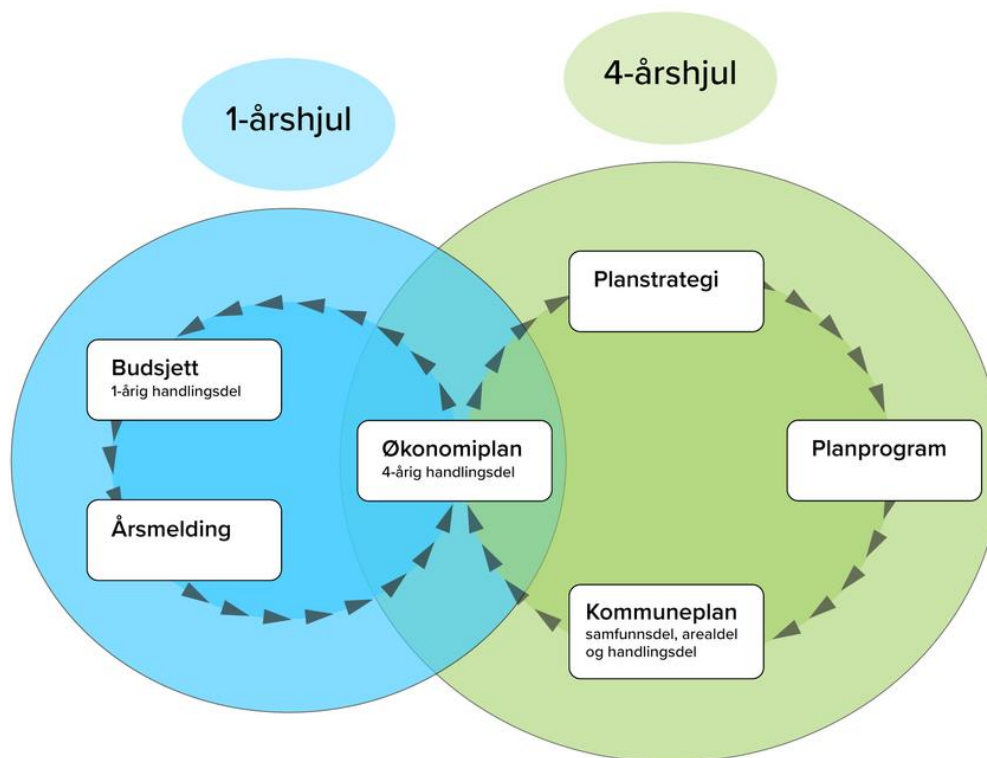 1-årshjul
4-årshjul
Budsjett
1-årig handlingsdel
Årsmelding
Økonomiplan
4-årig handlingsdel
Planstrategi
Planprogram
Kommuneplan
samfunnsdel, arealdel
og handlingsdel